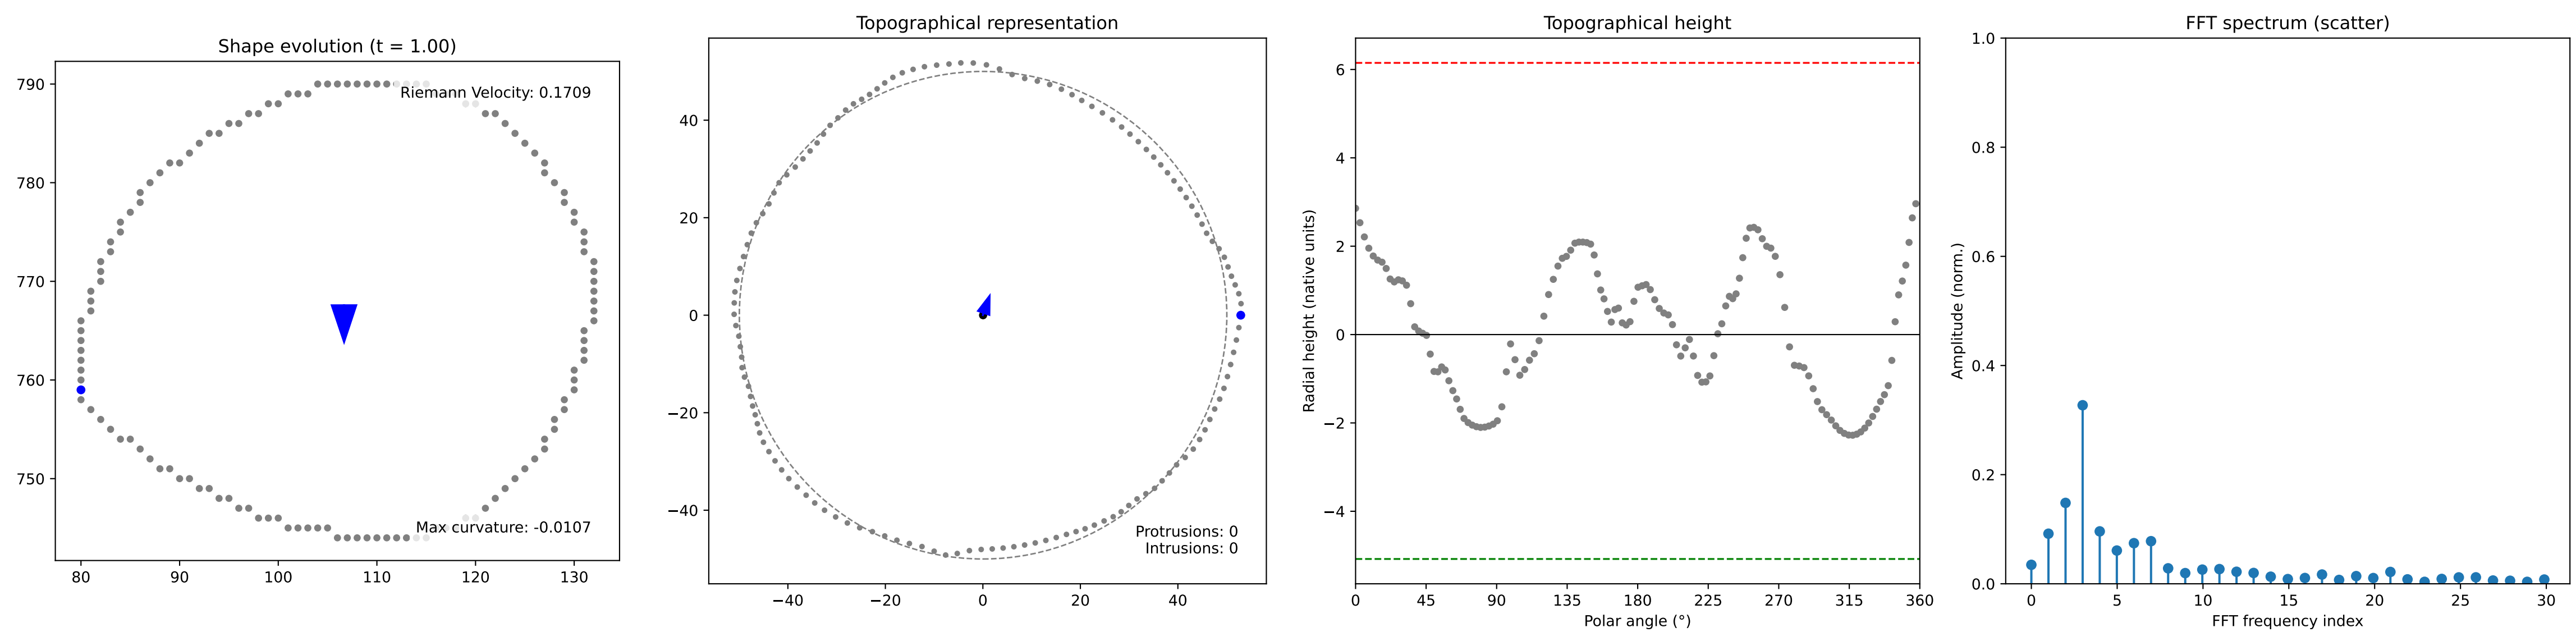 Shape evolution (t = 1.00)
790
780
770
760
750
80 90 100 110 120 130
Riemann Velocity: 0.1709
Max curvature: -0.0107
Topographical representation
40
20
0
−20
−40
−40 −20 0 20 40
Protrusions: 0
Intrusions: 0
Topographical height
Radial height (native units)
6
4
2
0
−2
−4
0 45 90 135 180 225 270 315 360
Polar angle (°)
FFT spectrum (scatter)
Amplitude (norm.)
1.0
0.8
0.6
0.4
0.2
0.0
0 5 10 15 20 25 30
FFT frequency index